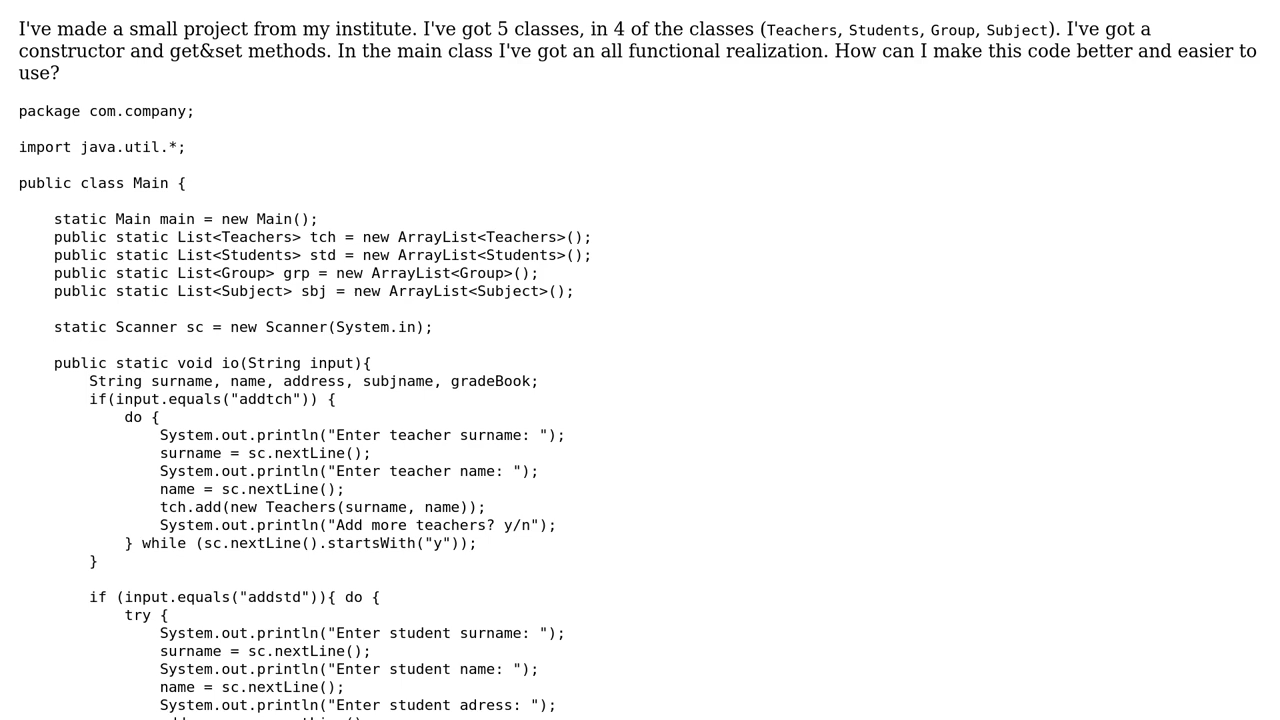 I've made a small project from my institute. I've got 5 classes, in 4 of the classes (Teachers, Students, Group, Subject). I've got a
constructor and get&set methods. In the main class I've got an all functional realization. How can I make this code better and easier to
use?
package com.company;
import java.util.*;
public class Main {
static Main main = new Main();
public static List<Teachers> tch = new ArrayList<Teachers>();
public static List<Students> std = new ArrayList<Students>();
public static List<Group> grp = new ArrayList<Group>();
public static List<Subject> sbj = new ArrayList<Subject>();
static Scanner sc = new Scanner(System.in);
public static void io(String input){
String surname, name, address, subjname, gradeBook;
if(input.equals("addtch")) {
do {
System.out.println("Enter teacher surname: ");
surname = sc.nextLine();
System.out.println("Enter teacher name: ");
name = sc.nextLine();
tch.add(new Teachers(surname, name));
System.out.println("Add more teachers? y/n");
} while (sc.nextLine().startsWith("y"));
}
if (input.equals("addstd")){ do {
try {
System.out.println("Enter student surname: ");
surname = sc.nextLine();
System.out.println("Enter student name: ");
name = sc.nextLine();
System.out.println("Enter student adress: ");